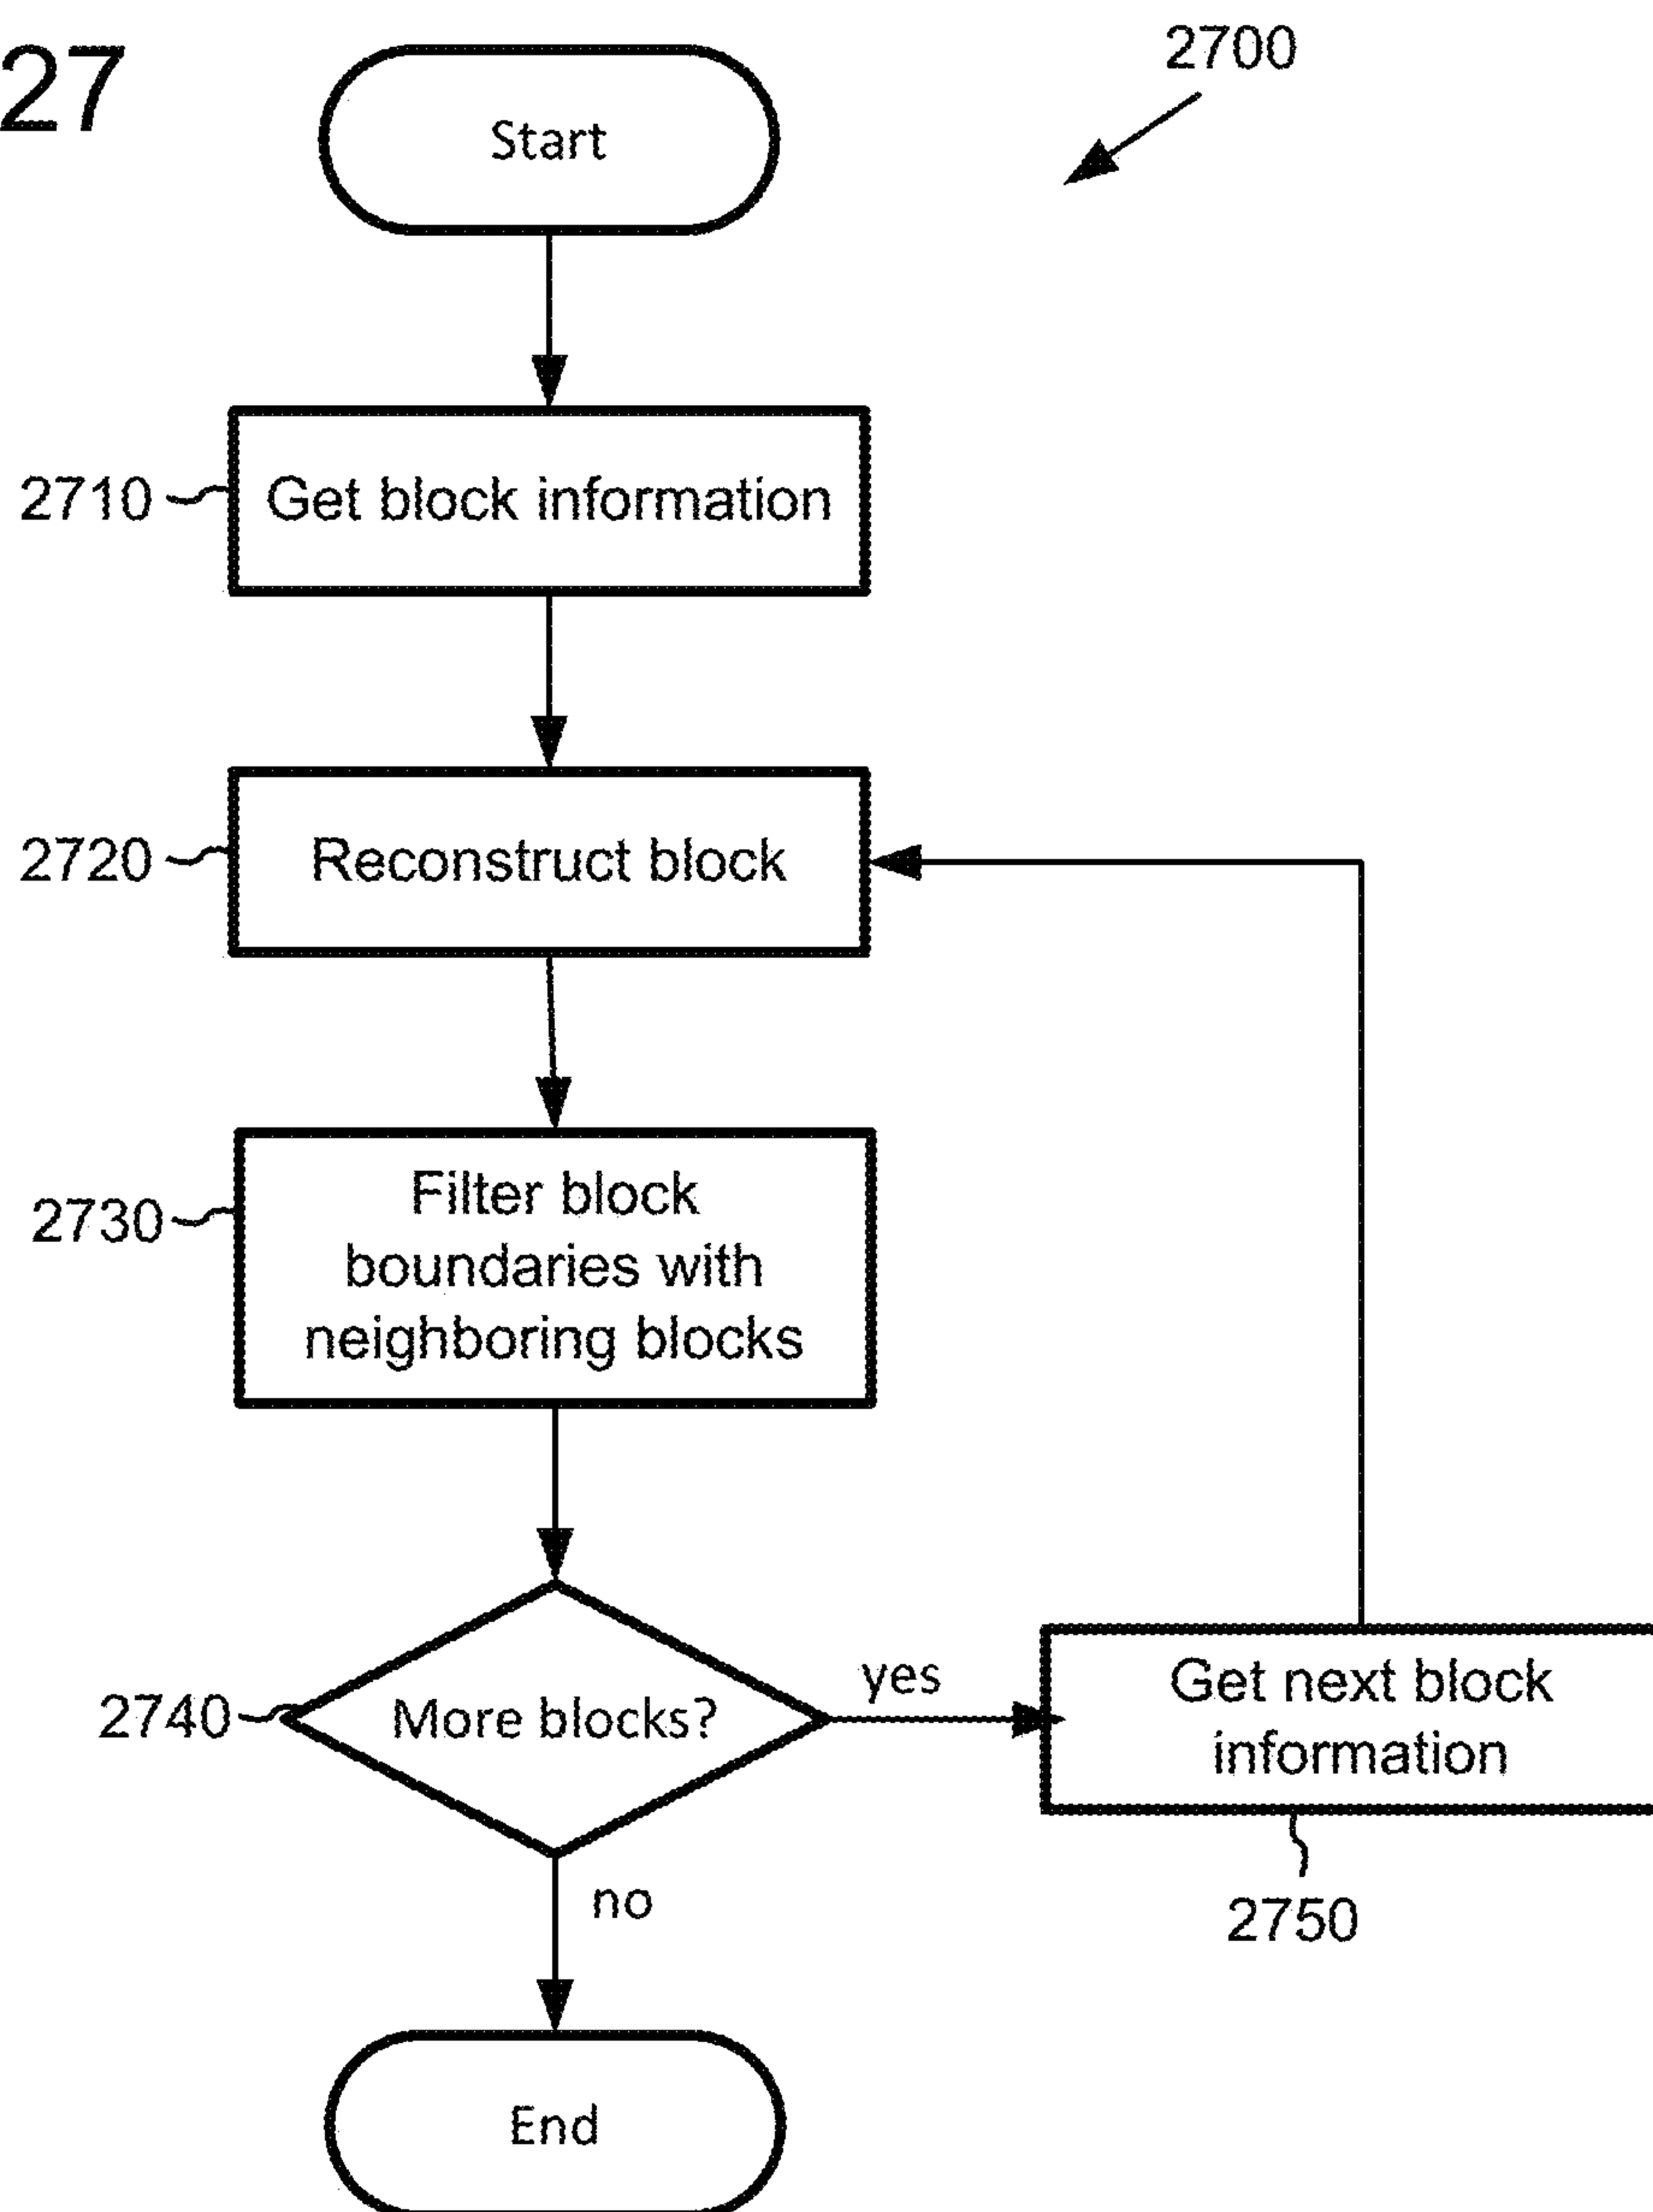 27
2700
Start
2710
Get block information
2720
Reconstruct block
2730
Filter block
boundaries with
neighboring blocks
2740
More blocks?
yes
Get next block
information
2750
no
End